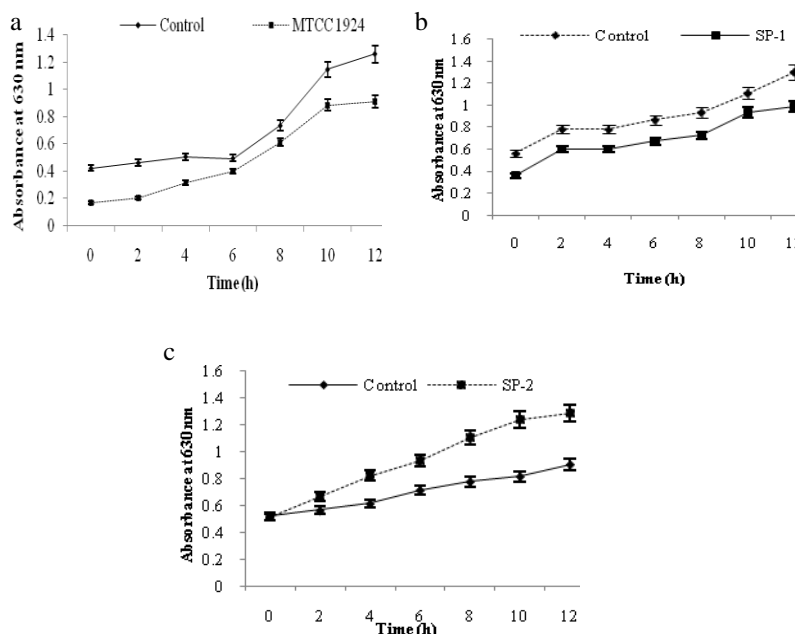 a
Control MTCC1924
Absorbance at 630 nm
1.4
1.2
1
0.8
0.6
0.4
0.2
0
0 2 4 6 8 10 12
Time (h)
b
Control SP-1
Absorbance at 630nm
1.6
1.4
1.2
1
0.8
0.6
0.4
0.2
0
0 2 4 6 8 10
Time (h)
c
Control SP-2
Absorbance at 630nm
1.6
1.4
1.2
1
0.8
0.6
0.4
0.2
0
0 2 4 6 8 10 12
Time (h)